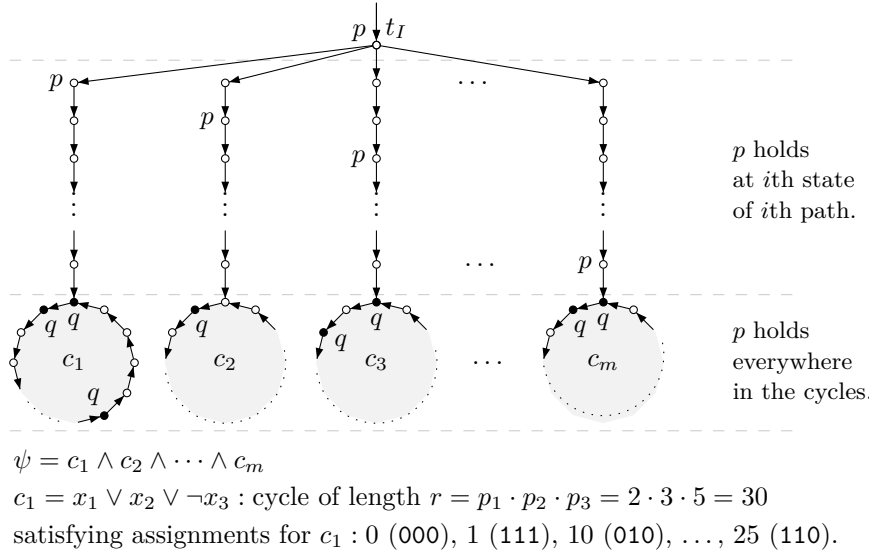 p t_I
p
· · ·
p
p
p holds
at ith state
of ith path.
· · ·
p
q
q
q
q
q
q
q
q
c_1
c_2
c_3
· · ·
c_m
q
p holds
everywhere
in the cycles.
ψ = c_1 ∧ c_2 ∧ · · · ∧ c_m
c_1 = x_1 ∨ x_2 ∨ ¬x_3 : cycle of length r = p_1 · p_2 · p_3 = 2 · 3 · 5 = 30
satisfying assignments for c_1 : 0 (000), 1 (111), 10 (010), . . . , 25 (110).